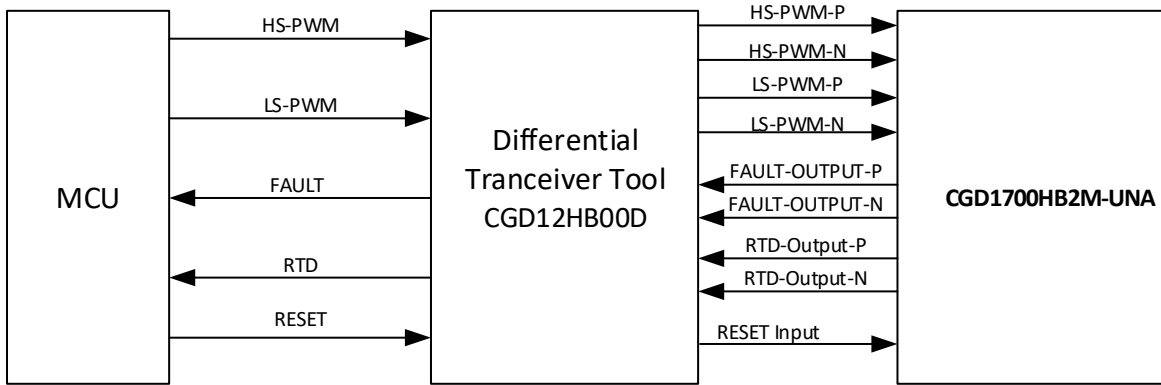 MCU
HS-PWM
LS-PWM
FAULT
RTD
RESET
Differential
Tranceiver Tool
CGD12HB00D
HS-PWM-P
HS-PWM-N
LS-PWM-P
LS-PWM-N
FAULT-OUTPUT-P
FAULT-OUTPUT-N
RTD-Output-P
RTD-Output-N
RESET Input
CGD1700HB2M-UNA